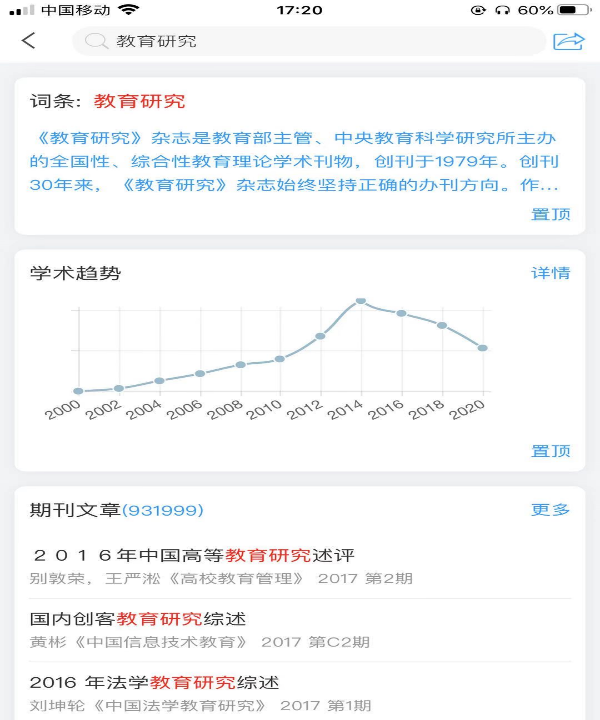 中国移动 17:20 60%
教育研究
词条: 教育研究
《教育研究》杂志是教育部主管、中央教育科学研究所主办
的全国性、综合性教育理论学术刊物，创刊于1979年。创刊
30年来，《教育研究》杂志始终坚持正确的办刊方向。作...
置顶
学术趋势 详情
2000 2002 2004 2006 2008 2010 2012 2014 2016 2018 2020
置顶
期刊文章(931999) 更多
２０１６年中国高等教育研究述评
别敦荣，王严淞《高校教育管理》 2017 第2期
国内创客教育研究综述
黄彬《中国信息技术教育》 2017 第C2期
2016 年法学教育研究综述
刘坤轮《中国法学教育研究》 2017 第1期